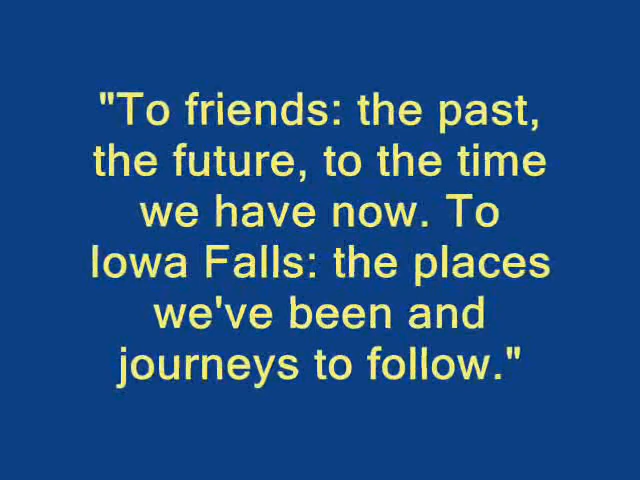 "To friends: the past,
the future, to the time
we have now. To
Iowa Falls: the places
we've been and
journeys to follow."